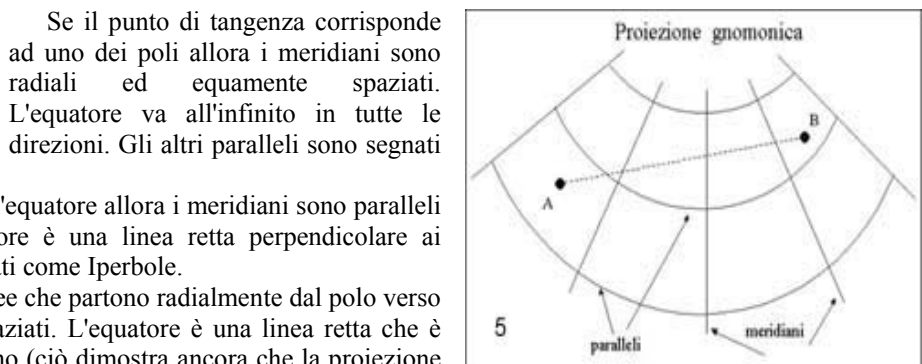 Se il punto di tangenza corrisponde
ad uno dei poli allora i meridiani sono
radiali ed equamente spaziati.
L'equatore va all'infinito in tutte le
direzioni. Gli altri paralleli sono segnati
'equatore allora i meridiani sono paralleli
ore è una linea retta perpendicolare ai
ati come Iperbole.
ee che partono radialmente dal polo verso
aziati. L'equatore è una linea retta che è
no (ciò dimostra ancora che la proiezione
Proiezione gnomonica
B
A
5
paralleli
meridiani